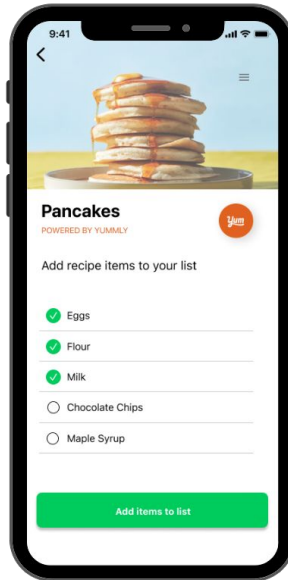 9:41
Pancakes
POWERED BY YUMMLY
Yum
Add recipe items to your list
Eggs
Flour
Milk
Chocolate Chips
Maple Syrup
Add items to list